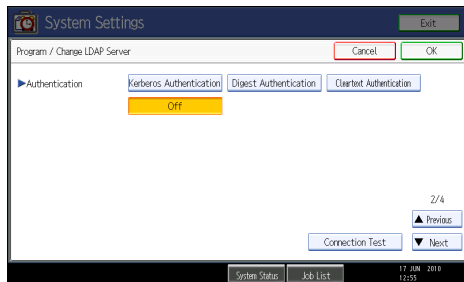 System Settings
Exit
Program / Change LDAP Server
Cancel
OK
▶Authentication
Kerberos Authentication
Digest Authentication
Cleartext Authentication
Off
2/4
▲ Previous
Connection Test
▼ Next
System Status
Job List
17 JUN 2010
12:55